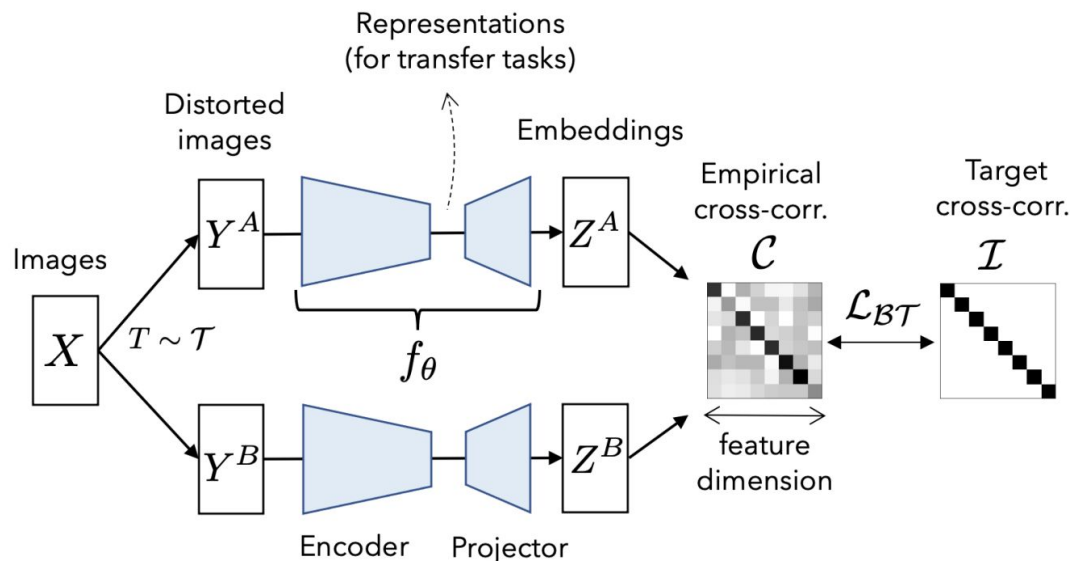 Representations
(for transfer tasks)
Distorted
images
Embeddings
Empirical
cross-corr.
Target
cross-corr.
Images
Y^A
Z^A
𝒞
ℐ
X
T ~ 𝒯
f_θ
ℒ_ℬ𝒯
Y^B
Z^B
feature
dimension
Encoder
Projector